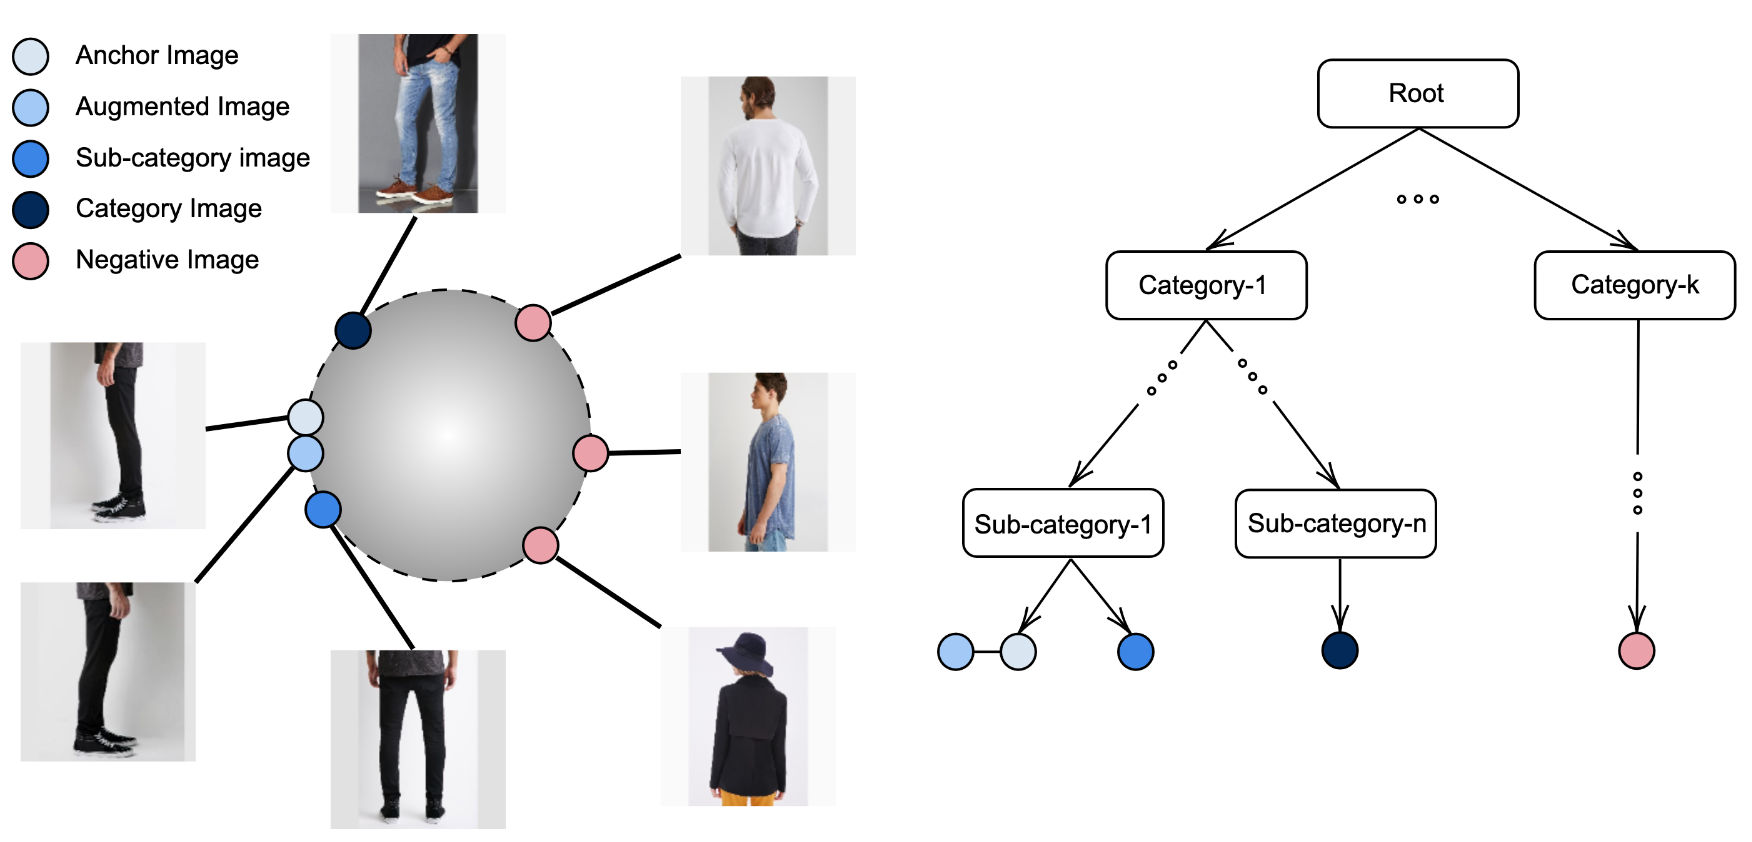 Anchor Image
Augmented Image
Sub-category image
Category Image
Negative Image
Root
Category-1
Category-k
Sub-category-1
Sub-category-n